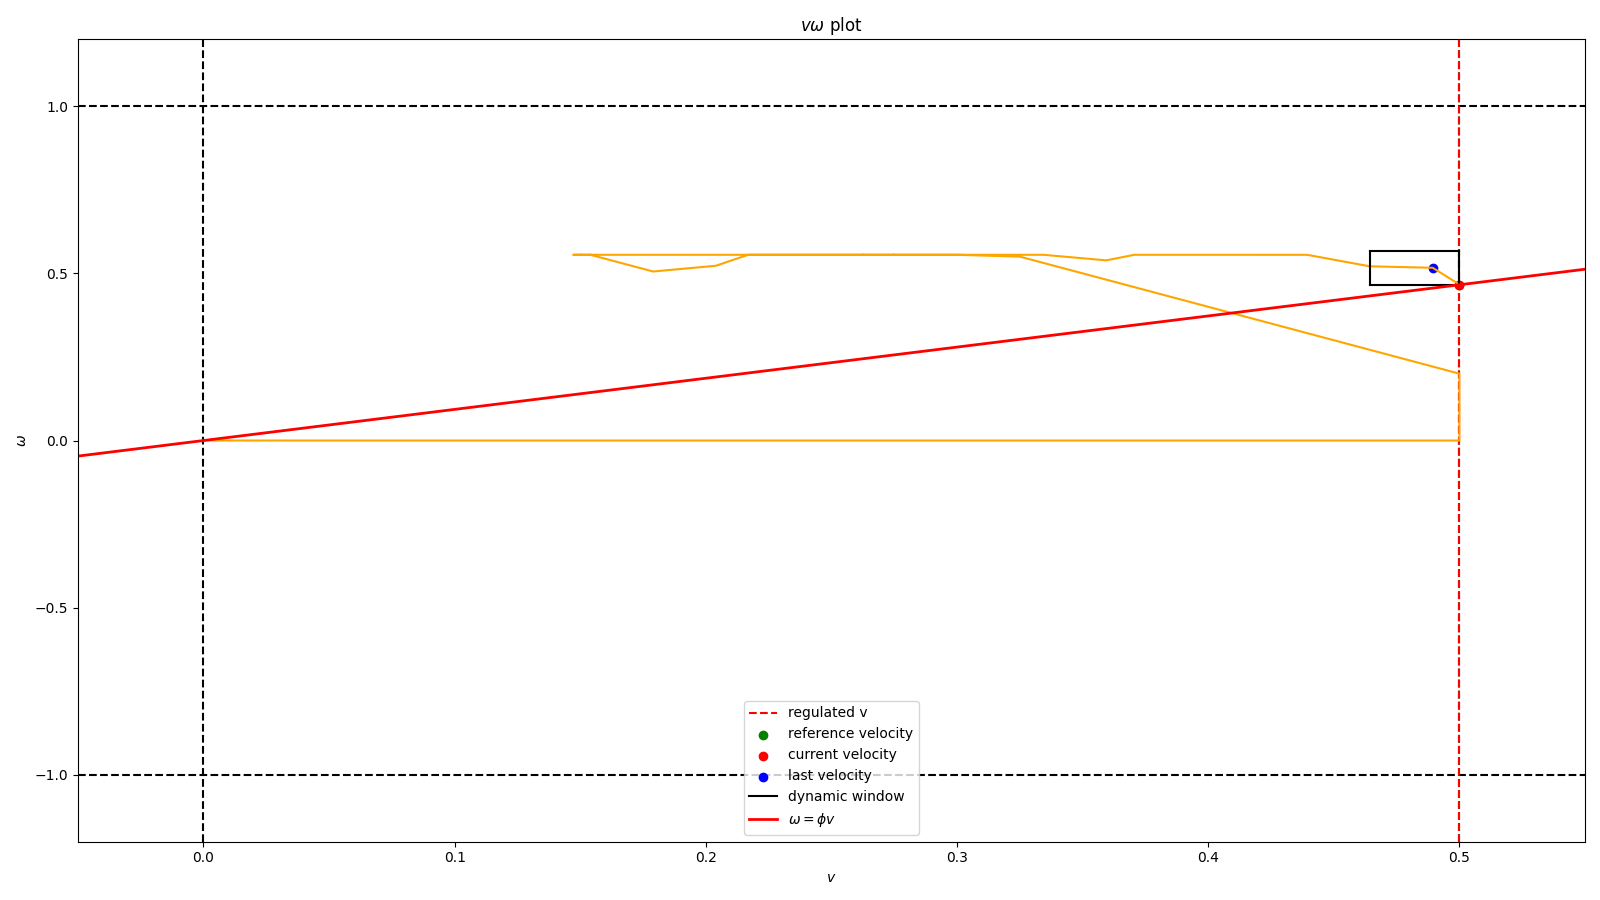 vω plot
1.0
0.5
0.0
−0.5
−1.0
ω
0.0
0.1
0.2
0.3
0.4
0.5
v
regulated v
reference velocity
current velocity
last velocity
dynamic window
ω = ϕv